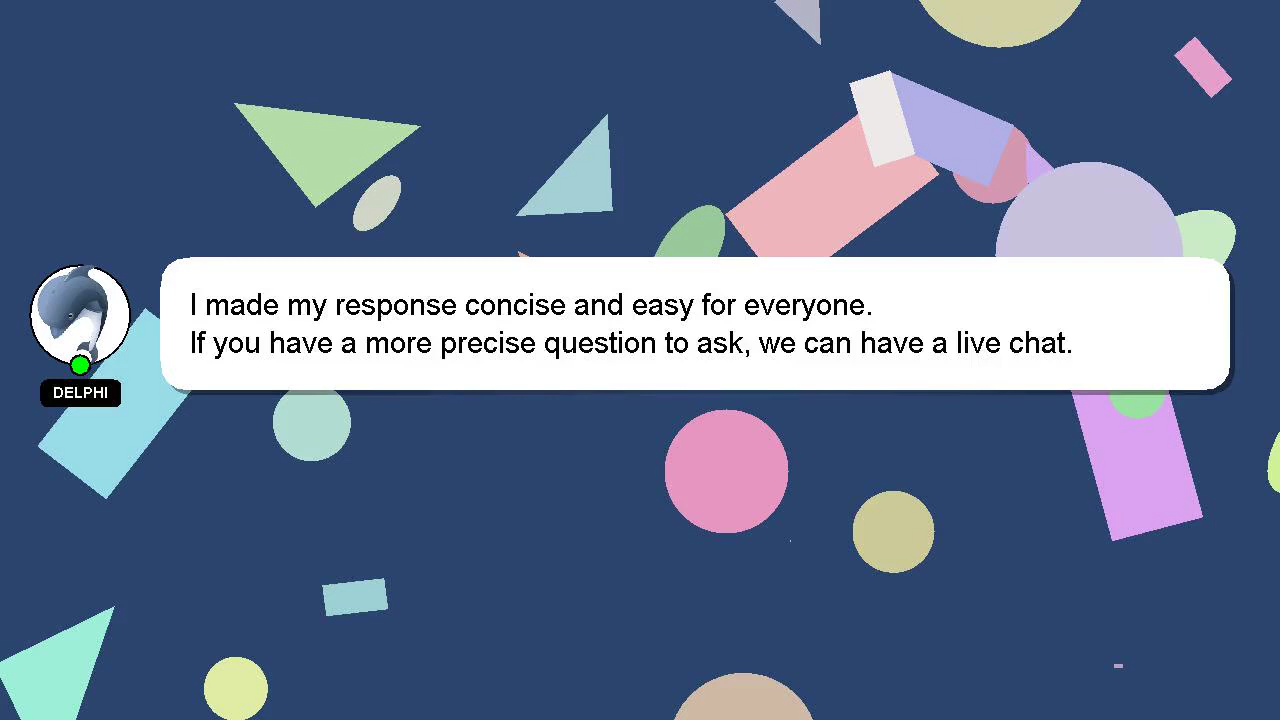 I made my response concise and easy for everyone.
If you have a more precise question to ask, we can have a live chat.
DELPHI